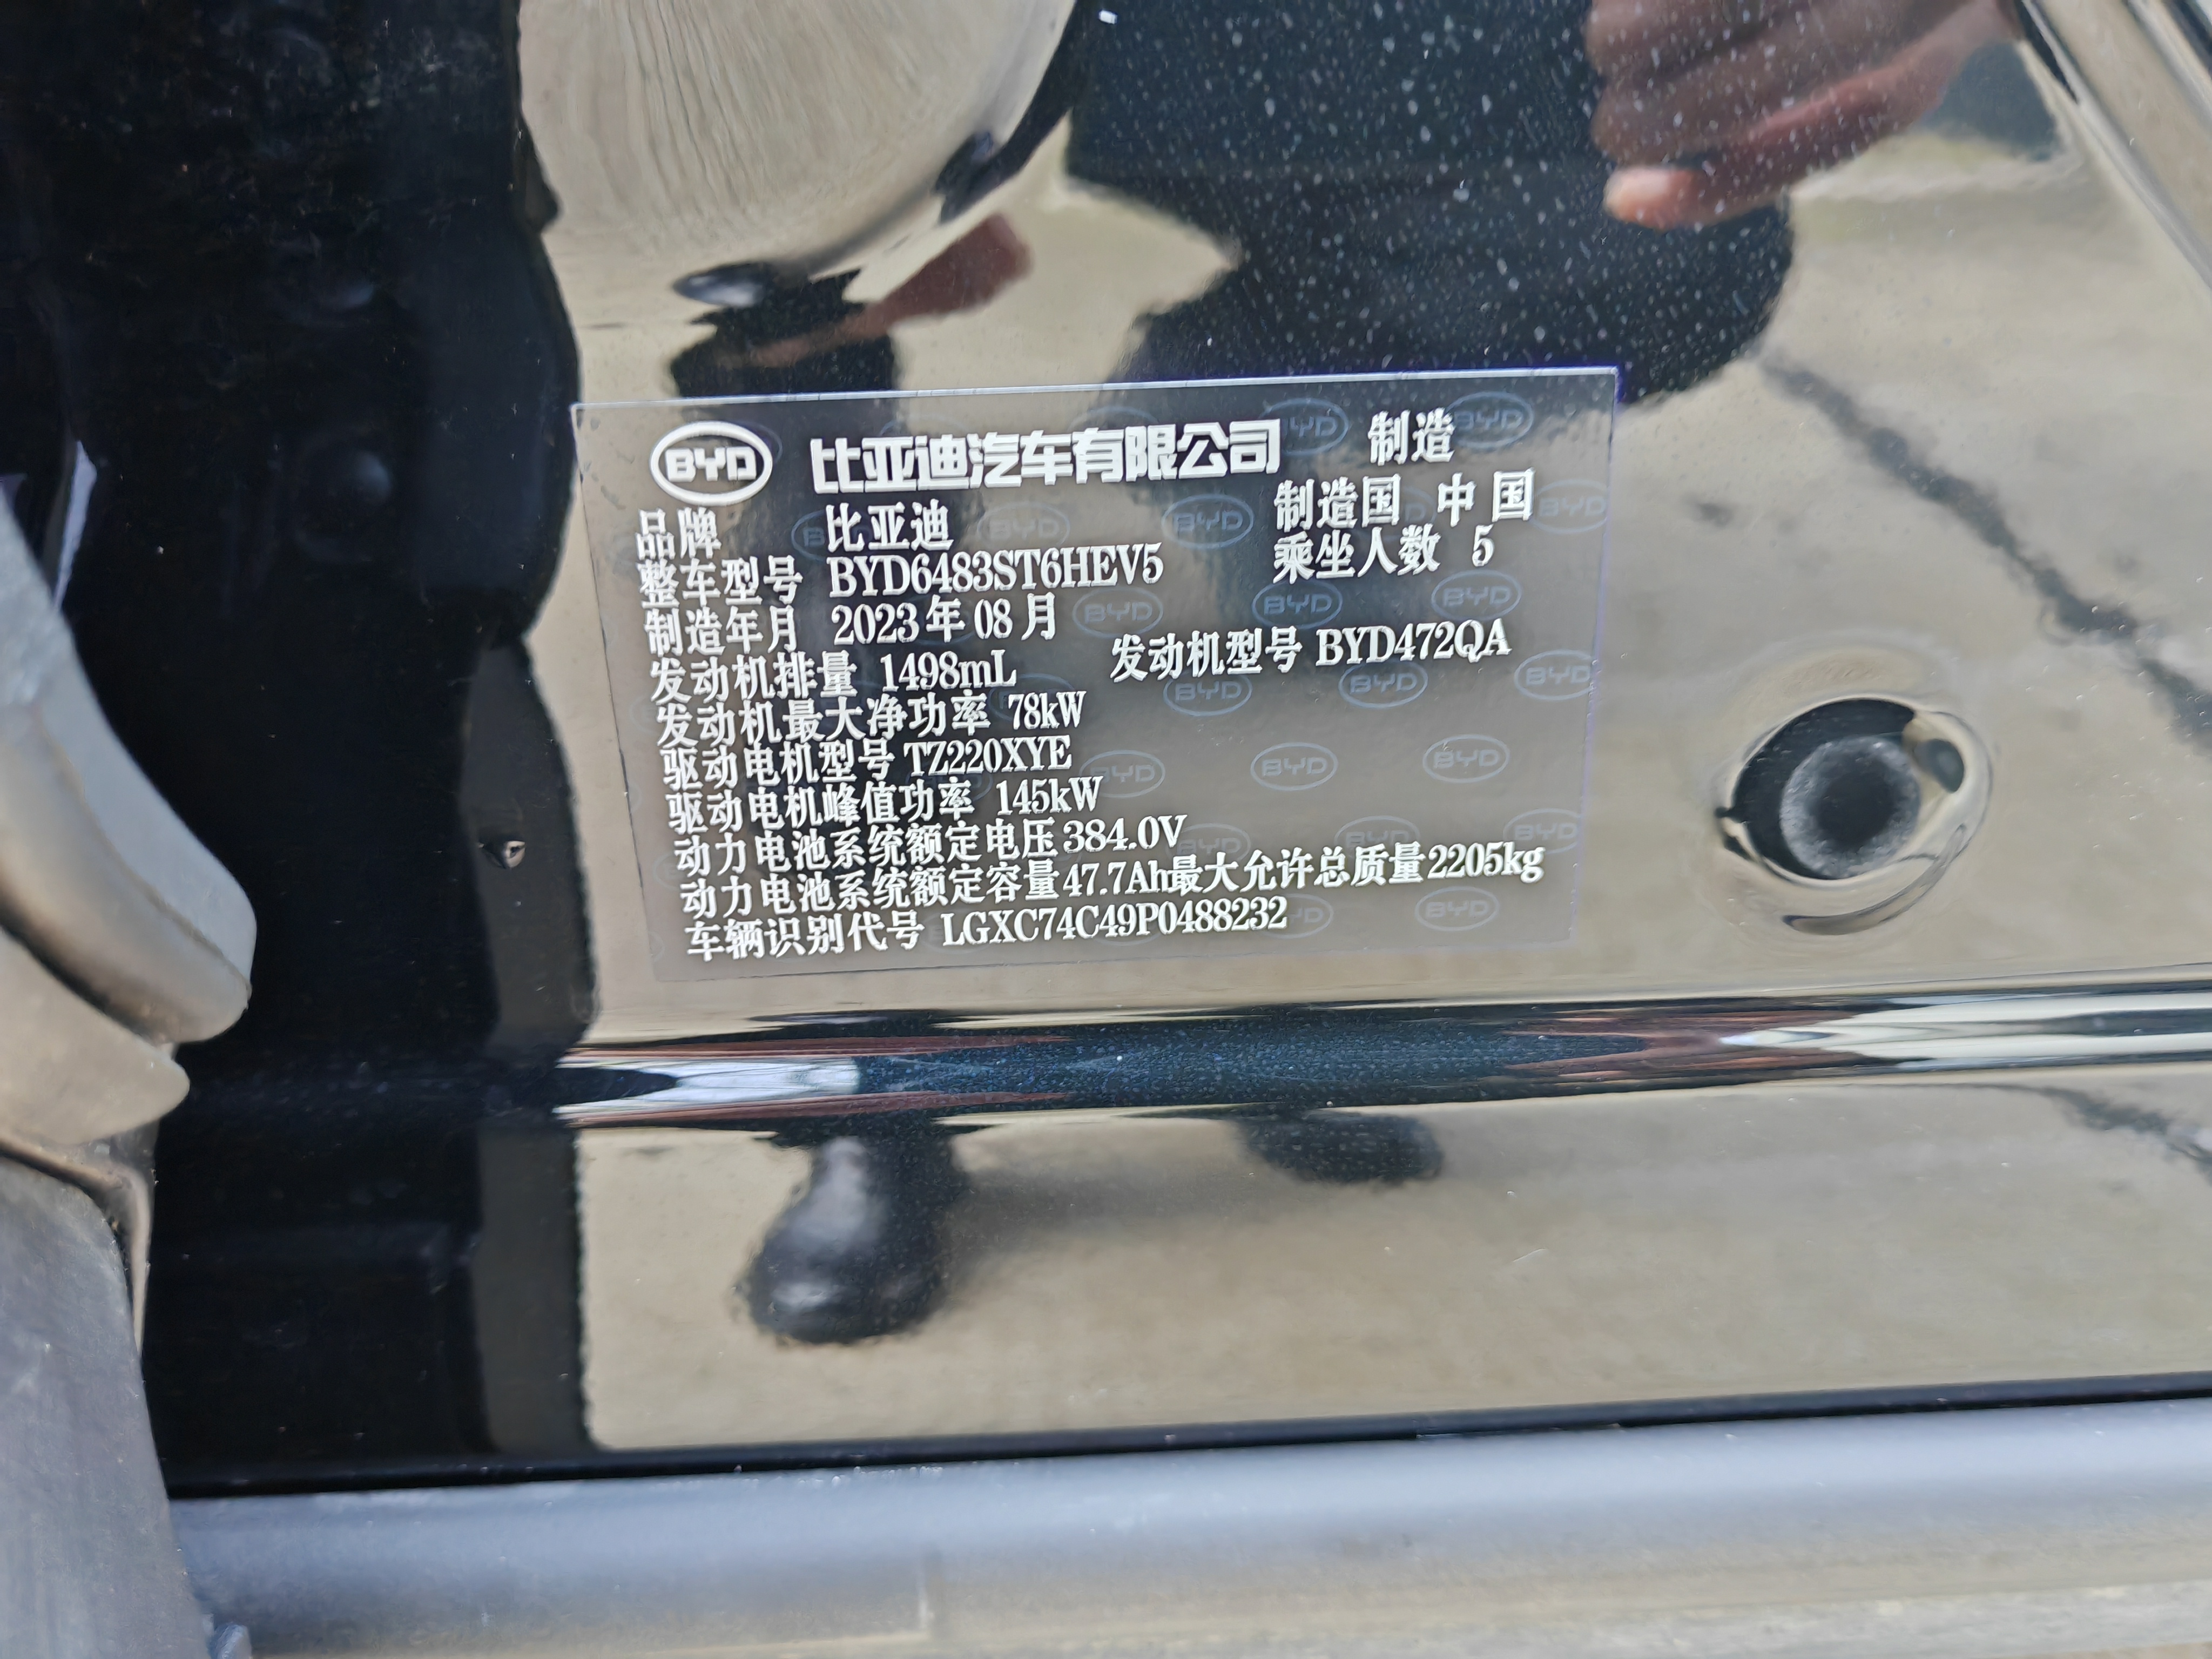 BYD 比亚迪汽车有限公司 制造
品牌 比亚迪 制造国 中国
整车型号 BYD6483ST6HEV5 乘坐人数 5
制造年月 2023年08月
发动机排量 1498mL 发动机型号 BYD472QA
发动机最大净功率 78kW
驱动电机型号 TZ220XYE
驱动电机峰值功率 145kW
动力电池系统额定电压 384.0V
动力电池系统额定容量 47.7Ah 最大允许总质量 2205kg
车辆识别代号 LGXC74C49P0488232